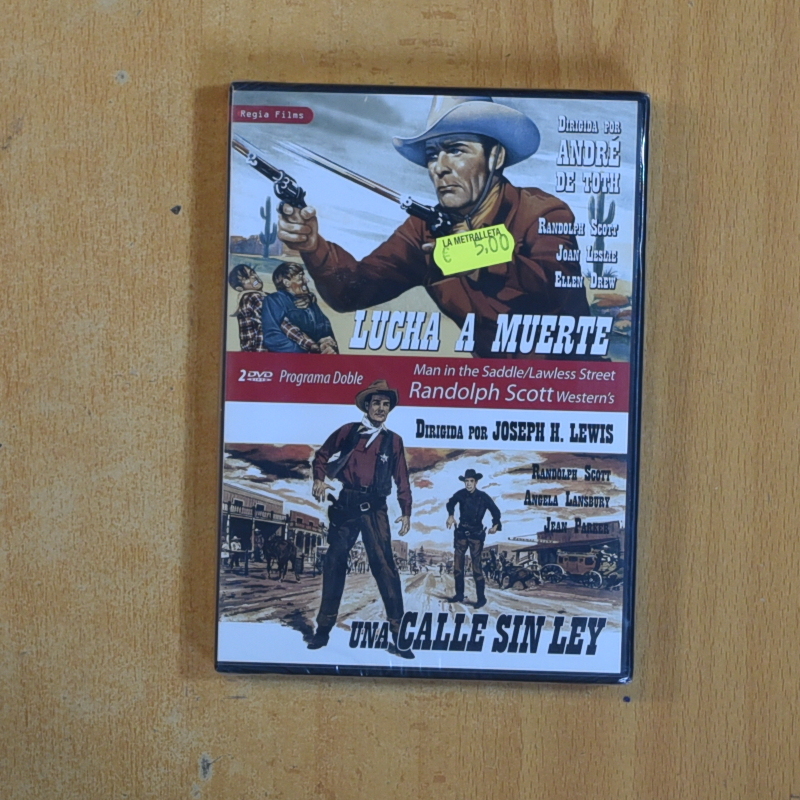 Regia Films
DIRIGIDA POR
ANDRÉ
DE TOTH
RANDOLPH SCOTT
JOAN LESLIE
ELLEN DREW
LA METRALLETA
€ 5,00
LUCHA A MUERTE
2 DVD VIDEO Programa Doble
Man in the Saddle/Lawless Street
Randolph Scott Western's
DIRIGIDA POR JOSEPH H. LEWIS
RANDOLPH SCOTT
ANGELA LANSBURY
JEAN PARKER
UNA CALLE SIN LEY